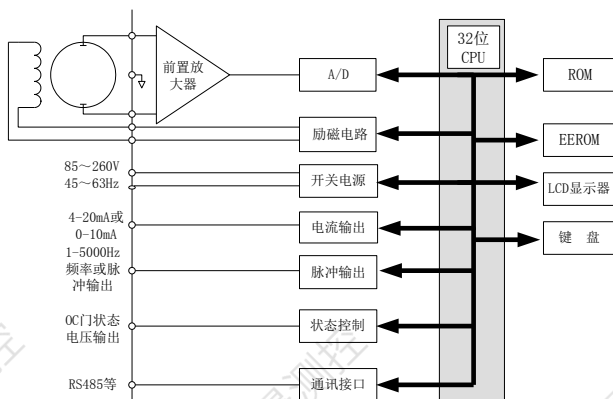 32位
CPU
前置放
大器
A/D
ROM
励磁电路
EEROM
85～260V
45～63Hz
开关电源
LCD显示器
4-20mA或
0-10mA
电流输出
键 盘
1-5000Hz
频率或脉
冲输出
脉冲输出
OC门状态
电压输出
状态控制
RS485等
通讯接口